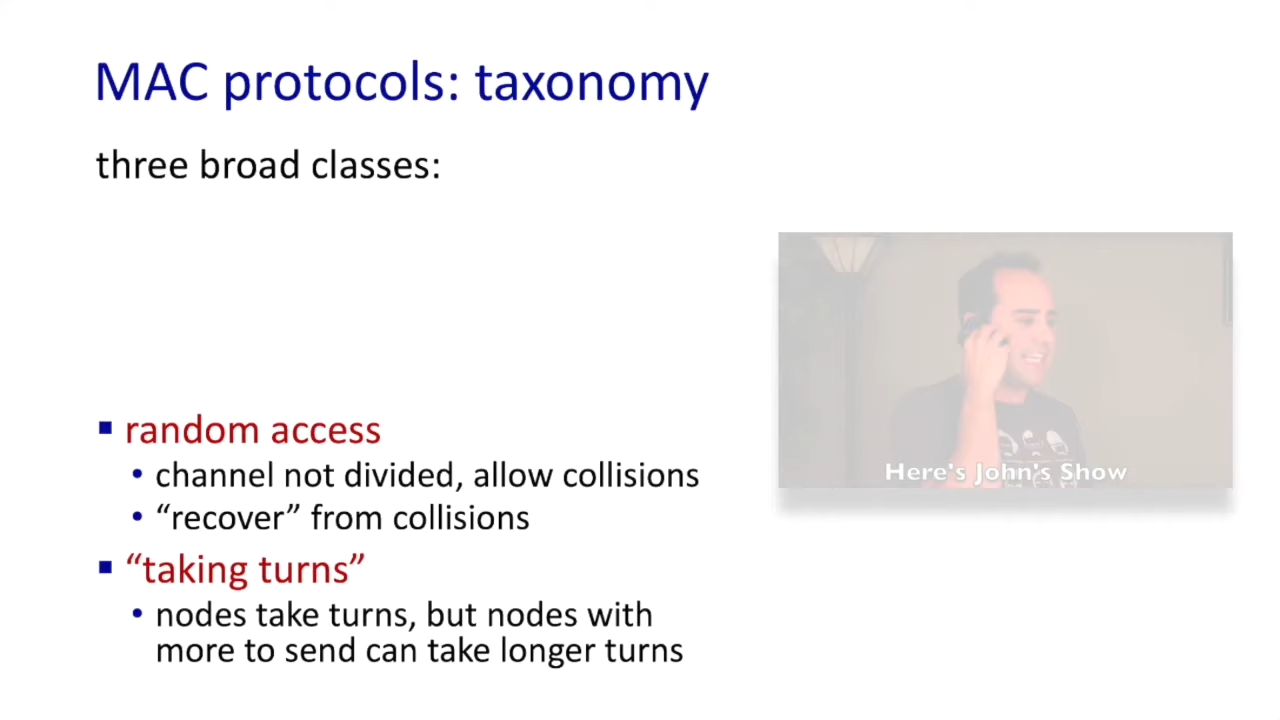 MAC protocols: taxonomy
three broad classes:
▪ random access
• channel not divided, allow collisions
• “recover” from collisions
▪ “taking turns”
• nodes take turns, but nodes with
more to send can take longer turns
Here's John's Show